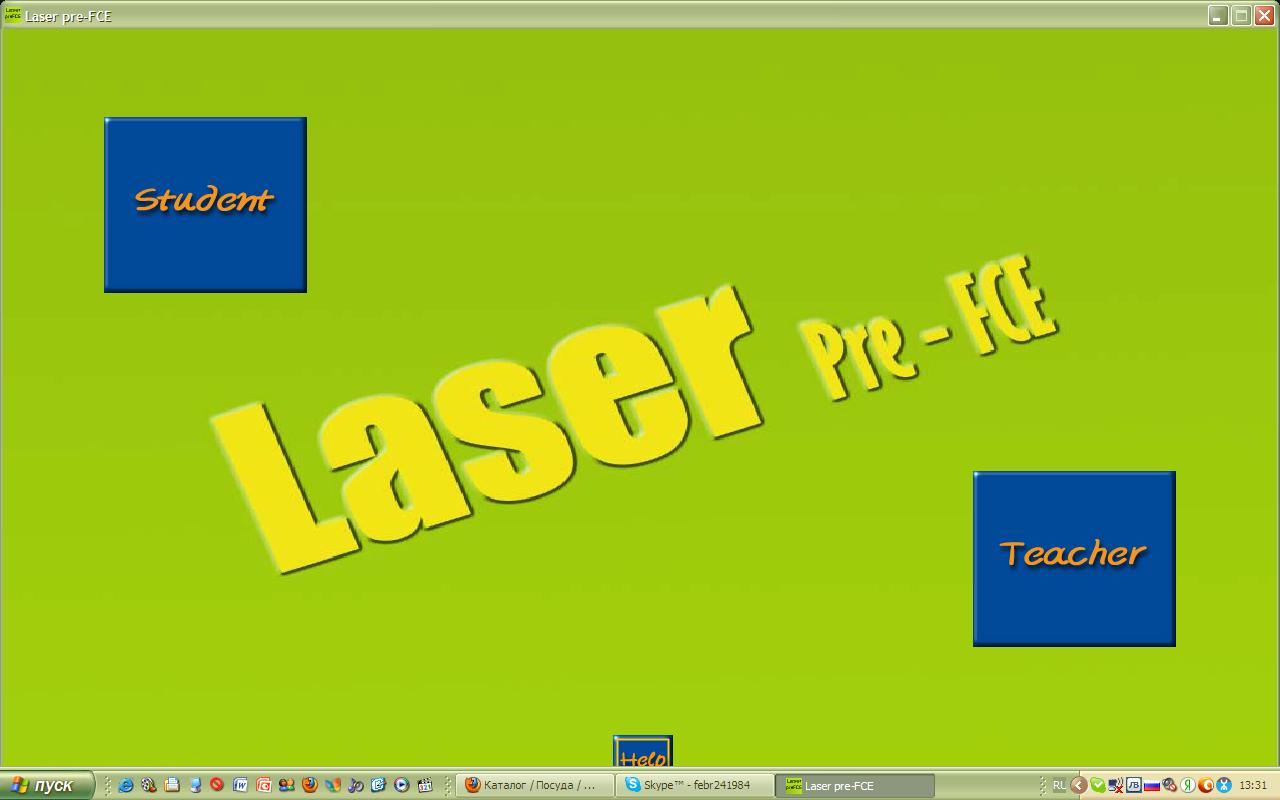 Laser pre-FCE
Student
Laser Pre - FCE
Teacher
Help
пуск
Каталог / Посуда / ...
Skype™ - febr241984
Laser pre-FCE
RU
ЛВ
Я
13:31